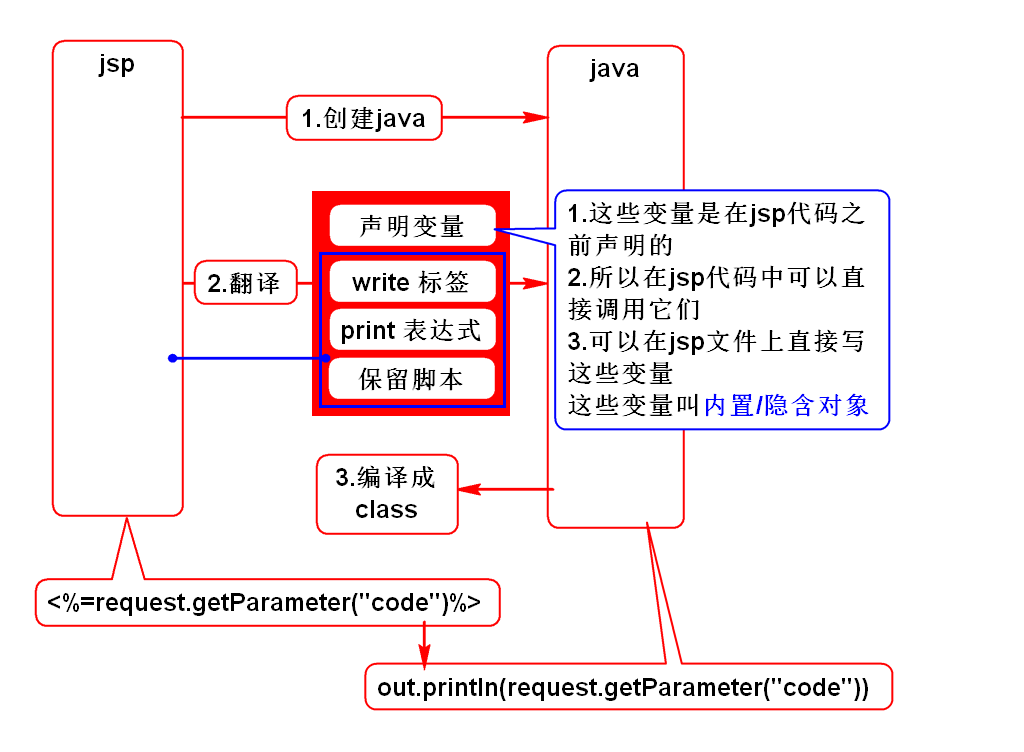 jsp
java
1.创建java
声明变量
2.翻译
write 标签
print 表达式
保留脚本
1.这些变量是在jsp代码之
前声明的
2.所以在jsp代码中可以直
接调用它们
3.可以在jsp文件上直接写
这些变量
这些变量叫内置/隐含对象
3.编译成
class
<%=request.getParameter("code")%>
out.println(request.getParameter("code"))